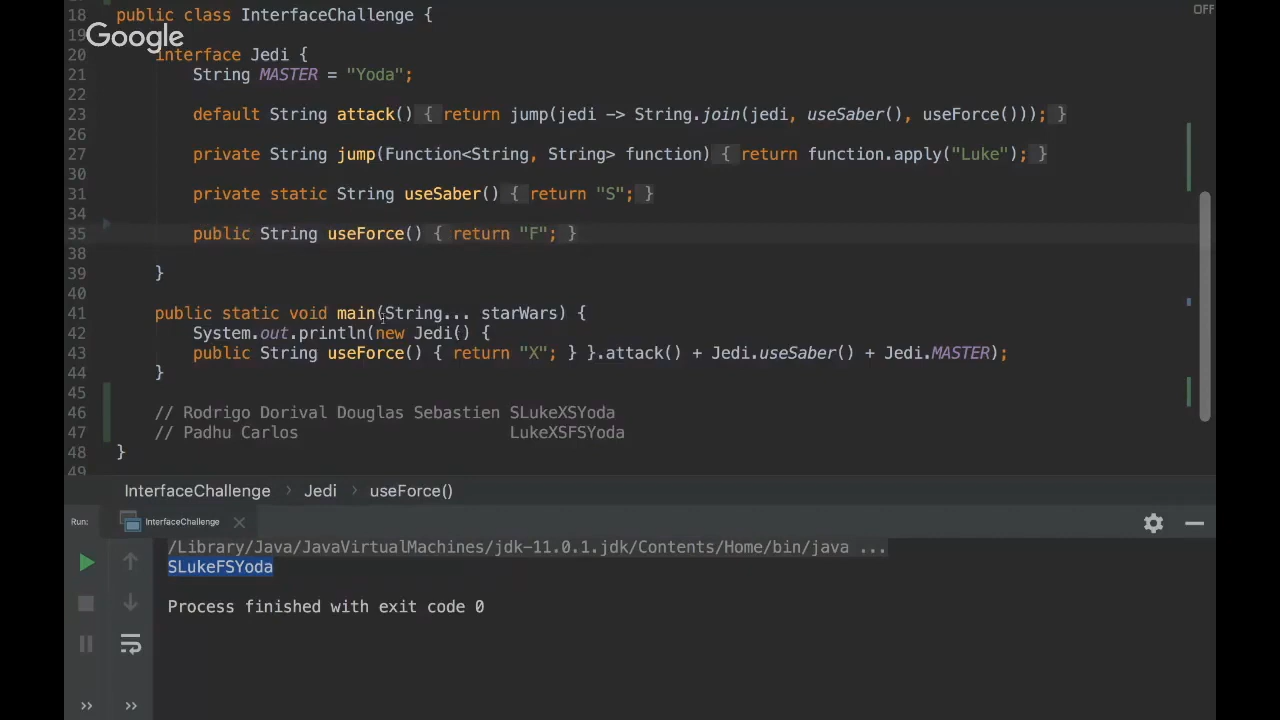 OFF
18 public class InterfaceChallenge {
19
Google
20 interface Jedi {
21 String MASTER = "Yoda";
22
23 default String attack() { return jump(jedi -> String.join(jedi, useSaber(), useForce())); }
26
27 private String jump(Function<String, String> function) { return function.apply("Luke"); }
30
31 private static String useSaber() { return "S"; }
34
35 public String useForce() { return "F"; }
38
39 }
40
41 public static void main(String... starWars) {
42 System.out.println(new Jedi() {
43 public String useForce() { return "X"; } }.attack() + Jedi.useSaber() + Jedi.MASTER);
44 }
45
46 // Rodrigo Dorival Douglas Sebastien SLukeXSYoda
47 // Padhu Carlos LukeXSFSYoda
48 }
49
InterfaceChallenge › Jedi › useForce()
Run: InterfaceChallenge
/Library/Java/JavaVirtualMachines/jdk-11.0.1.jdk/Contents/Home/bin/java ...
SLukeFSYoda
Process finished with exit code 0